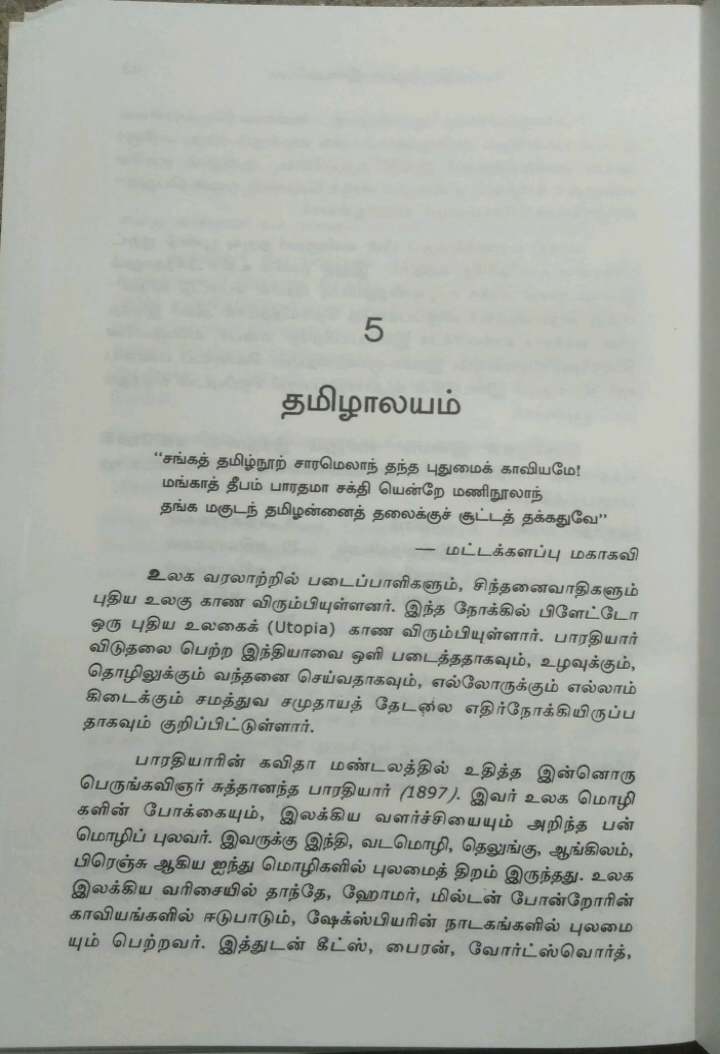 5
தமிழாலயம்
“சங்கத் தமிழ்நூற் சாரமெலாந் தந்த புதுமைக் காவியமே!
மங்காத் தீபம் பாரதமா சக்தி யென்றே மணிநூலாந்
தங்க மகுடந் தமிழன்னைத் தலைக்குச் சூட்டத் தக்கதுவே”
— மட்டக்களப்பு மகாகவி
உலக வரலாற்றில் படைப்பாளிகளும், சிந்தனைவாதிகளும்
புதிய உலகு காண விரும்பியுள்ளனர். இந்த நோக்கில் பிளேட்டோ
ஒரு புதிய உலகைக் (Utopia) காண விரும்பியுள்ளார். பாரதியார்
விடுதலை பெற்ற இந்தியாவை ஒளி படைத்ததாகவும், உழவுக்கும்,
தொழிலுக்கும் வந்தனை செய்வதாகவும், எல்லோருக்கும் எல்லாம்
கிடைக்கும் சமத்துவ சமுதாயத் தேடலை எதிர்நோக்கியிருப்ப
தாகவும் குறிப்பிட்டுள்ளார்.
பாரதியாரின் கவிதா மண்டலத்தில் உதித்த இன்னொரு
பெருங்கவிஞர் சுத்தானந்த பாரதியார் (1897). இவர் உலக மொழி
களின் போக்கையும், இலக்கிய வளர்ச்சியையும் அறிந்த பன்
மொழிப் புலவர். இவருக்கு இந்தி, வடமொழி, தெலுங்கு, ஆங்கிலம்,
பிரெஞ்சு ஆகிய ஐந்து மொழிகளில் புலமைத் திறம் இருந்தது. உலக
இலக்கிய வரிசையில் தாந்தே, ஹோமர், மில்டன் போன்றோரின்
காவியங்களில் ஈடுபாடும், ஷேக்ஸ்பியரின் நாடகங்களில் புலமை
யும் பெற்றவர். இத்துடன் கீட்ஸ், பைரன், வோர்ட்ஸ்வொர்த்,